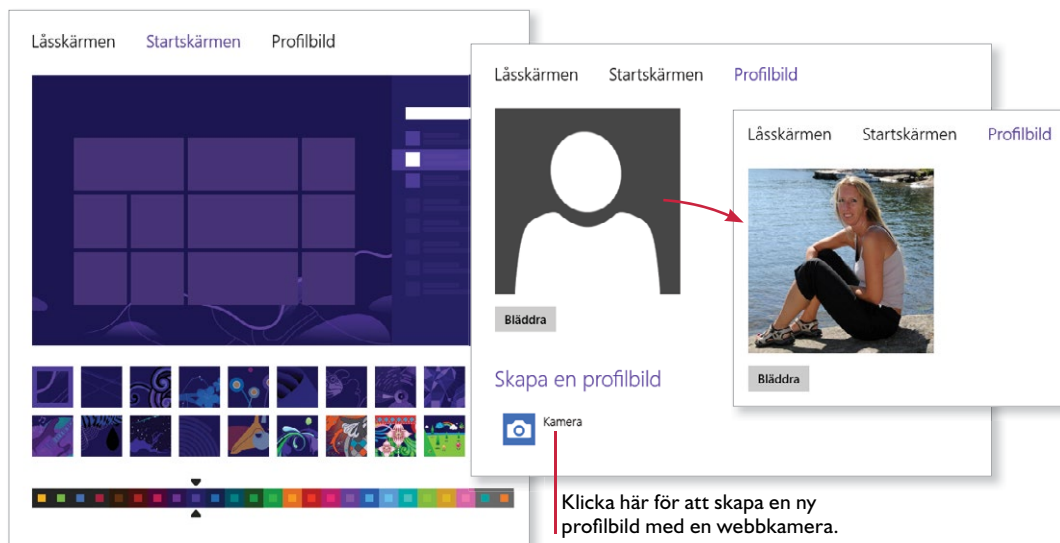 Låsskärmen Startskärmen Profilbild
Låsskärmen Startskärmen Profilbild
Bläddra
Skapa en profilbild
Kamera
Låsskärmen Startskärmen Profilbild
Bläddra
Klicka här för att skapa en ny
profilbild med en webbkamera.